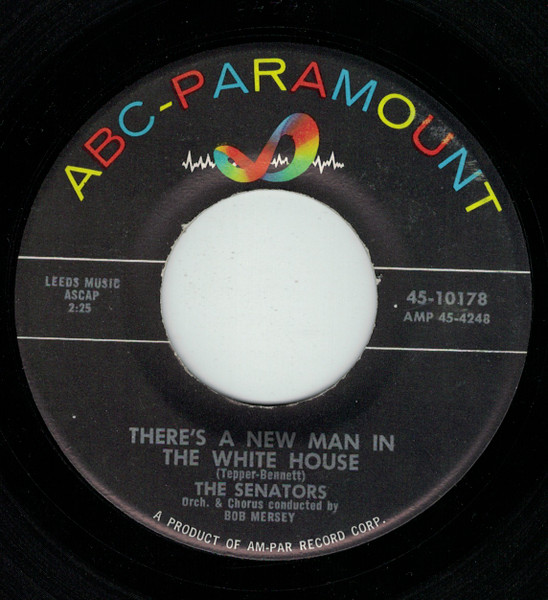 ABC-PARAMOUNT
LEEDS MUSIC
ASCAP
2:25
45-10178
AMP 45-4248
THERE'S A NEW MAN IN
THE WHITE HOUSE
(Tepper-Bennett)
THE SENATORS
Orch. & Chorus conducted by
BOB MERSEY
A PRODUCT OF AM-PAR RECORD CORP.